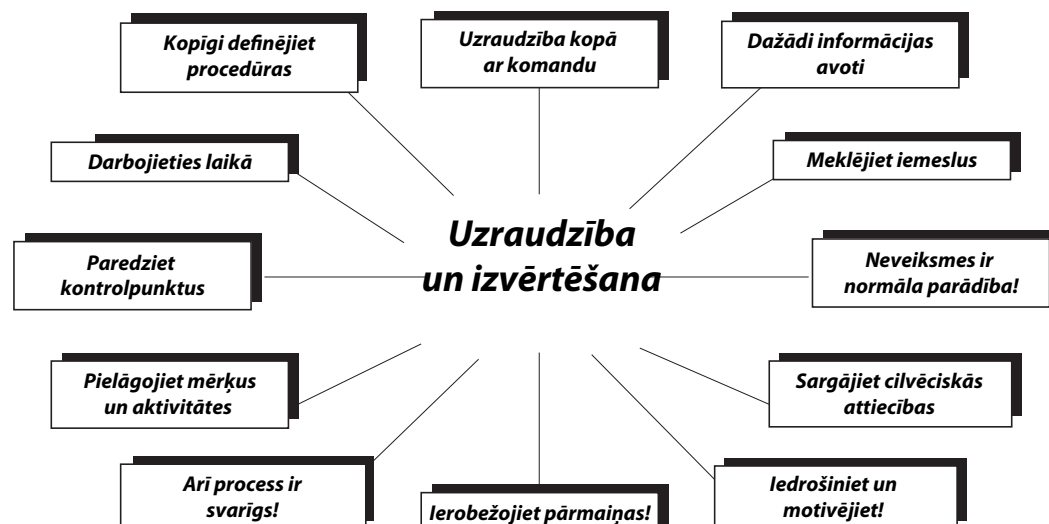 Kopīgi definējiet
procedūras
Uzraudzība kopā
ar komandu
Dažādi informācijas
avoti
Darbojieties laikā
Meklējiet iemeslus
Uzraudzība
un izvērtēšana
Paredziet
kontrolpunktus
Neveiksmes ir
normāla parādība!
Pielāgojiet mērķus
un aktivitātes
Sargājiet cilvēciskās
attiecības
Arī process ir
svarīgs!
Ierobežojiet pārmaiņas!
Iedrošiniet un
motivējiet!